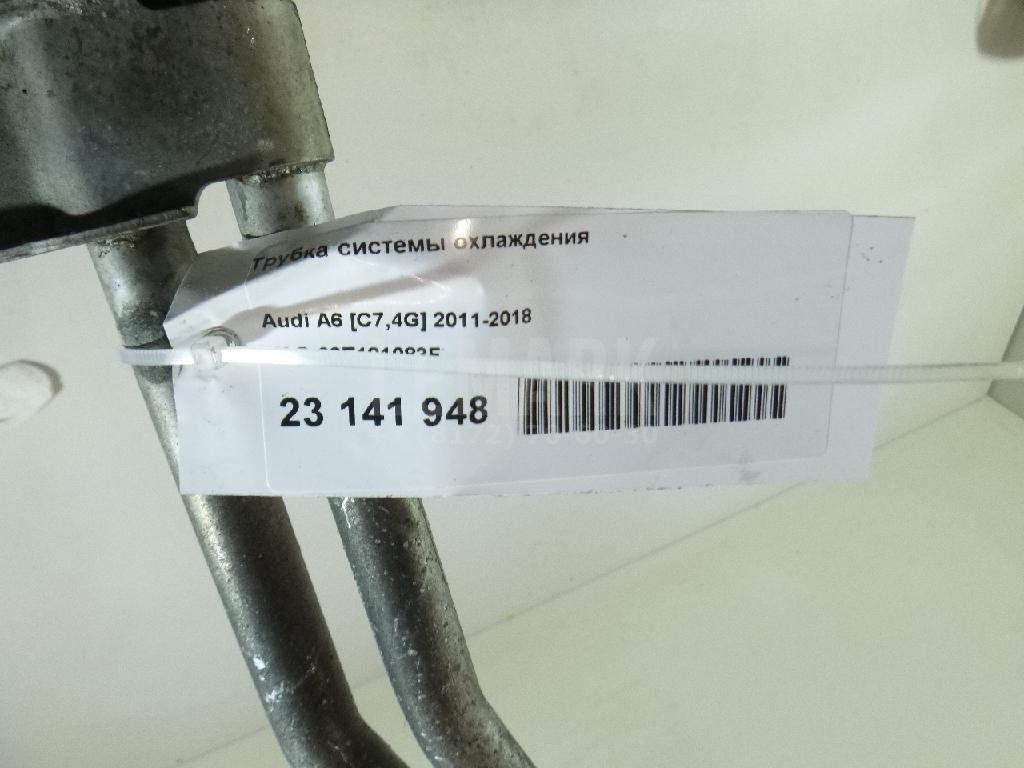 Трубка системы охлаждения
Audi A6 [C7,4G] 2011-2018
23 141 948